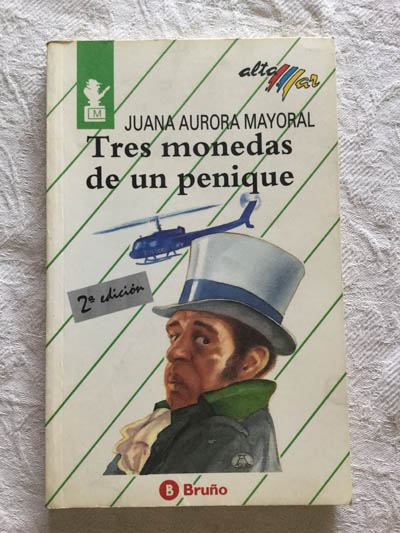 alta mar
M
JUANA AURORA MAYORAL
Tres monedas
de un penique
2ª edición
B Bruño